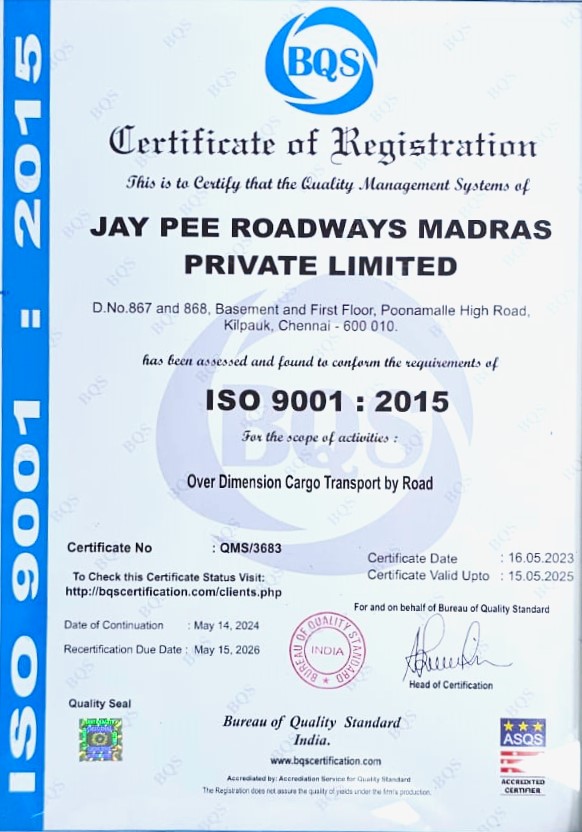 ISO 9001 : 2015
BQS
Certificate of Registration
This is to Certify that the Quality Management Systems of
JAY PEE ROADWAYS MADRAS
PRIVATE LIMITED
D.No.867 and 868, Basement and First Floor, Poonamalle High Road,
Kilpauk, Chennai - 600 010.
has been assessed and found to conform the requirements of
ISO 9001 : 2015
For the scope of activities :
Over Dimension Cargo Transport by Road
Certificate No : QMS/3683
Certificate Date : 16.05.2023
Certificate Valid Upto : 15.05.2025
To Check this Certificate Status Visit:
http://bqscertification.com/clients.php
For and on behalf of Bureau of Quality Standard
Date of Continuation : May 14, 2024
Recertification Due Date : May 15, 2026
BUREAU OF QUALITY STANDARD
INDIA
Head of Certification
Quality Seal
Bureau of Quality Standard
India.
www.bqscertification.com
ASQS
ACCREDITED
CERTIFIER
Accredited by: Accrediation Service for Quality Standard
The Registration does not assure the quality of yields under the firm's production.